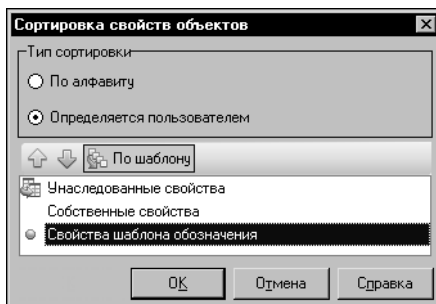 Сортировка свойств объектов
Тип сортировки
По алфавиту
Определяется пользователем
По шаблону
Унаследованные свойства
Собственные свойства
Свойства шаблона обозначения
OK Отмена Справка